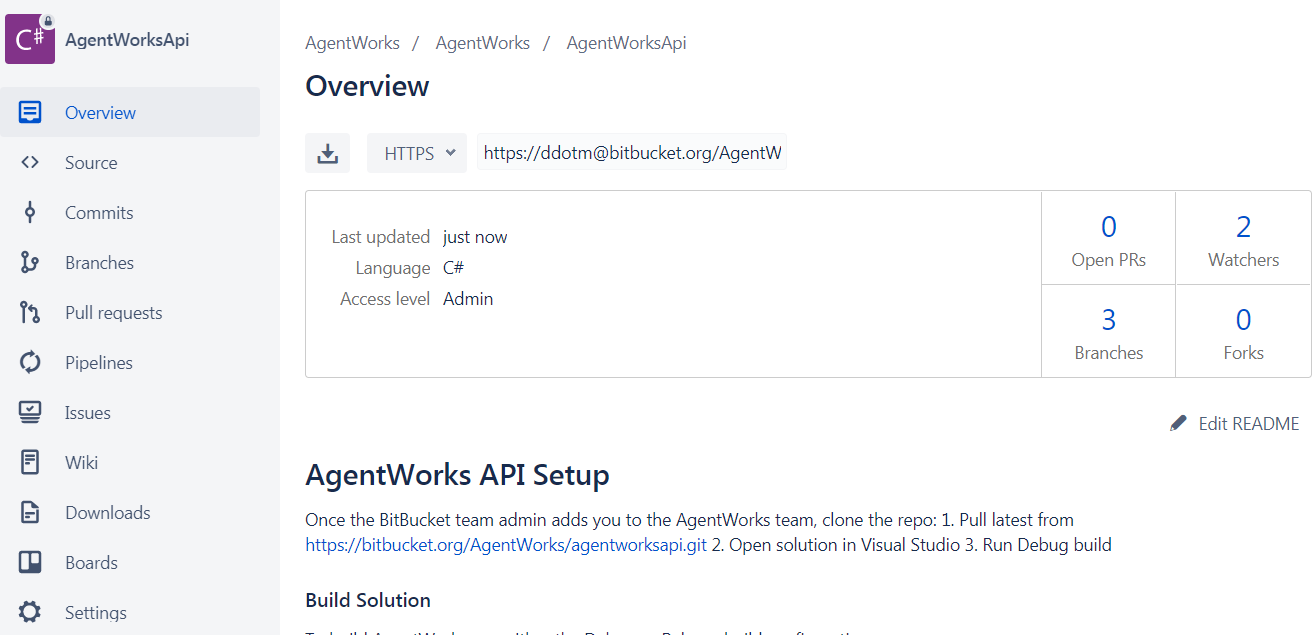 C#
AgentWorksApi
Overview
Source
Commits
Branches
Pull requests
Pipelines
Issues
Wiki
Downloads
Boards
Settings
AgentWorks / AgentWorks / AgentWorksApi
Overview
HTTPS https://ddotm@bitbucket.org/AgentW
Last updated just now
Language C#
Access level Admin
0
Open PRs
2
Watchers
3
Branches
0
Forks
Edit README
AgentWorks API Setup
Once the BitBucket team admin adds you to the AgentWorks team, clone the repo: 1. Pull latest from
https://bitbucket.org/AgentWorks/agentworksapi.git 2. Open solution in Visual Studio 3. Run Debug build
Build Solution